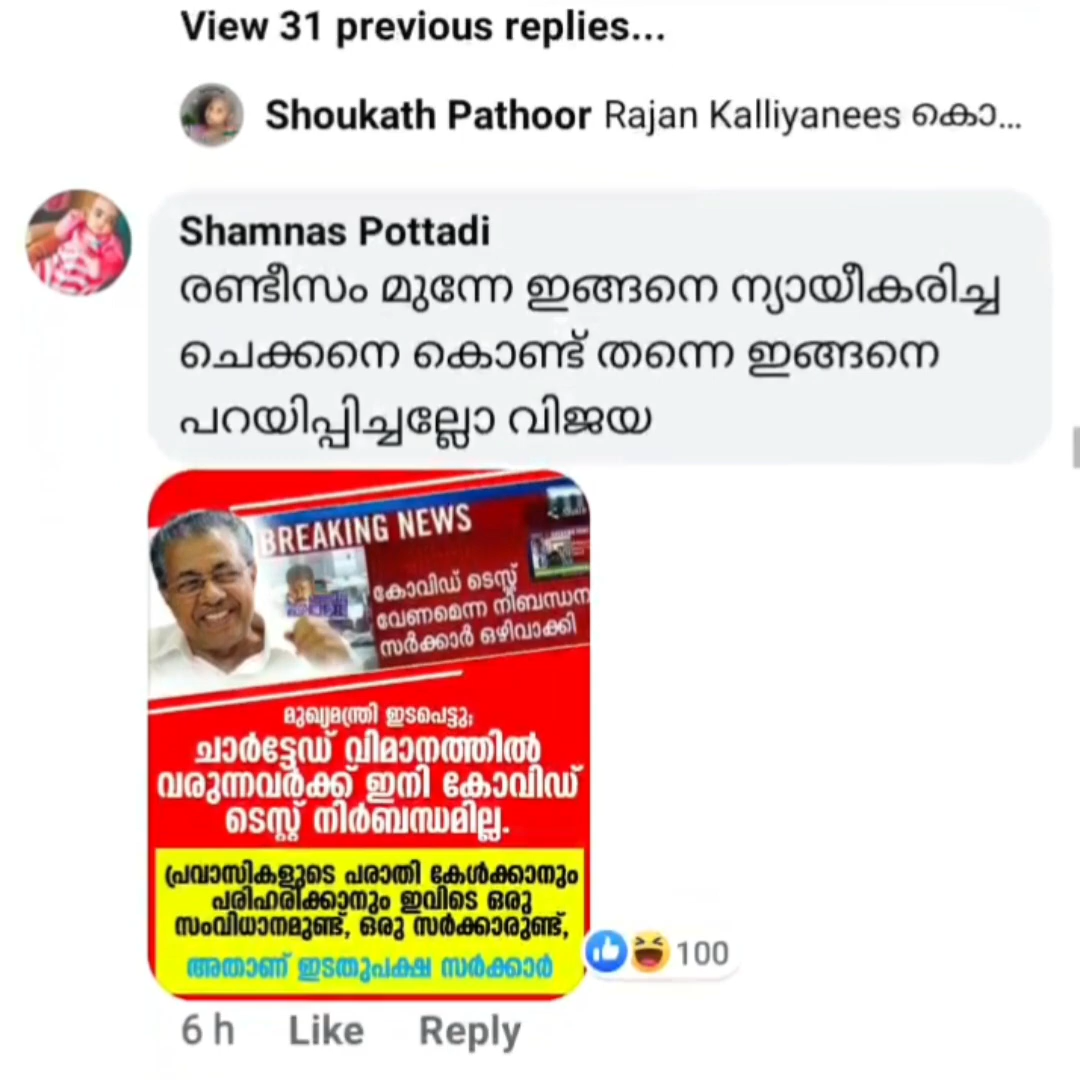 View 31 previous replies...
Shoukath Pathoor Rajan Kalliyanees കൊ...
Shamnas Pottadi
രണ്ടീസം മുന്നേ ഇങ്ങനെ ന്യായീകരിച്ച
ചെക്കനെ കൊണ്ട് തന്നെ ഇങ്ങനെ
പറയിപ്പിച്ചല്ലോ വിജയ
BREAKING NEWS
കോവിഡ് ടെസ്റ്റ്
വേണമെന്ന നിബന്ധന
സർക്കാർ ഒഴിവാക്കി
മുഖ്യമന്ത്രി ഇടപെട്ടു;
ചാർട്ടേഡ് വിമാനത്തിൽ
വരുന്നവർക്ക് ഇനി കോവിഡ്
ടെസ്റ്റ് നിർബന്ധമില്ല.
പ്രവാസികളുടെ പരാതി കേൾക്കാനും
പരിഹരിക്കാനും ഇവിടെ ഒരു
സംവിധാനമുണ്ട്, ഒരു സർക്കാരുണ്ട്,
അതാണ് ഇടതുപക്ഷ സർക്കാർ
100
6 h Like Reply